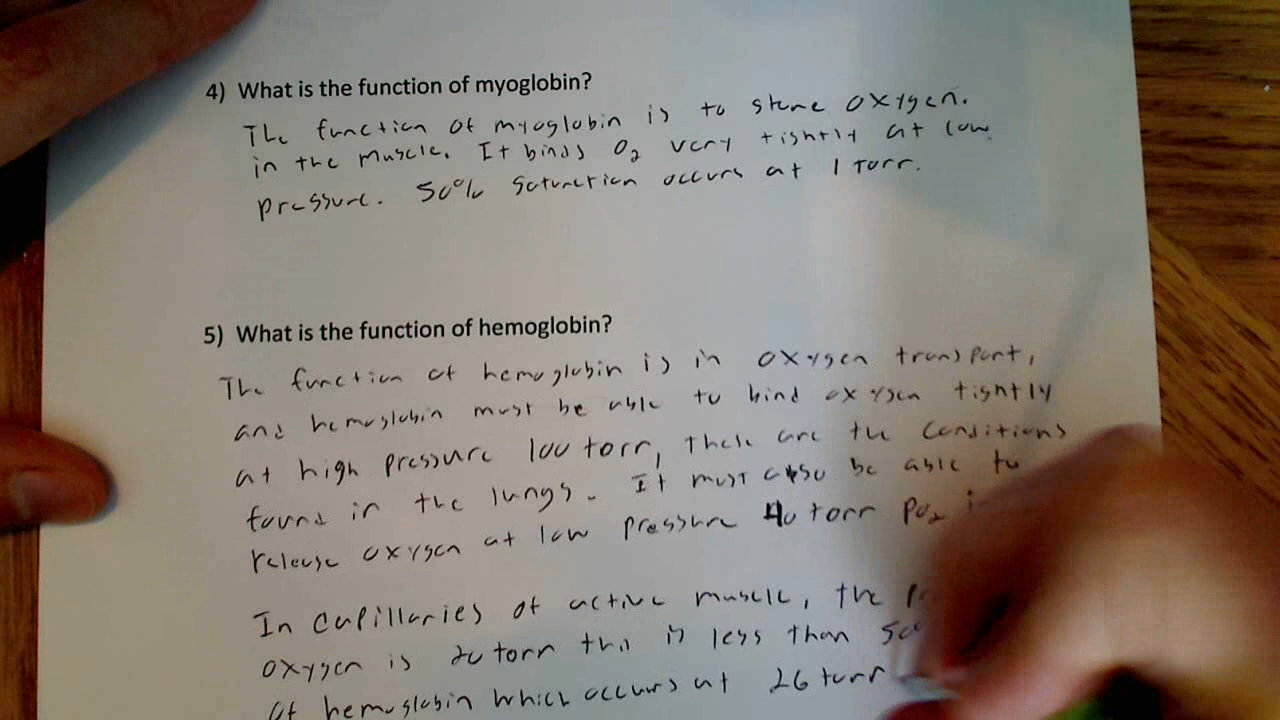 4) What is the function of myoglobin?
The function of myoglobin is to store oxygen.
in the muscle. It binds O2 very tightly at low
pressure. 50% saturation occurs at 1 Torr.
5) What is the function of hemoglobin?
The function of hemoglobin is in oxygen transport,
and hemoglobin must be able to bind oxygen tightly
at high pressure 100 torr, these are the conditions
found in the lungs. It must also be able to
release oxygen at low pressure 40 torr PO2
In capillaries of active muscle, the
oxygen is 20 torr this is less than
of hemoglobin which occurs at 26 torr